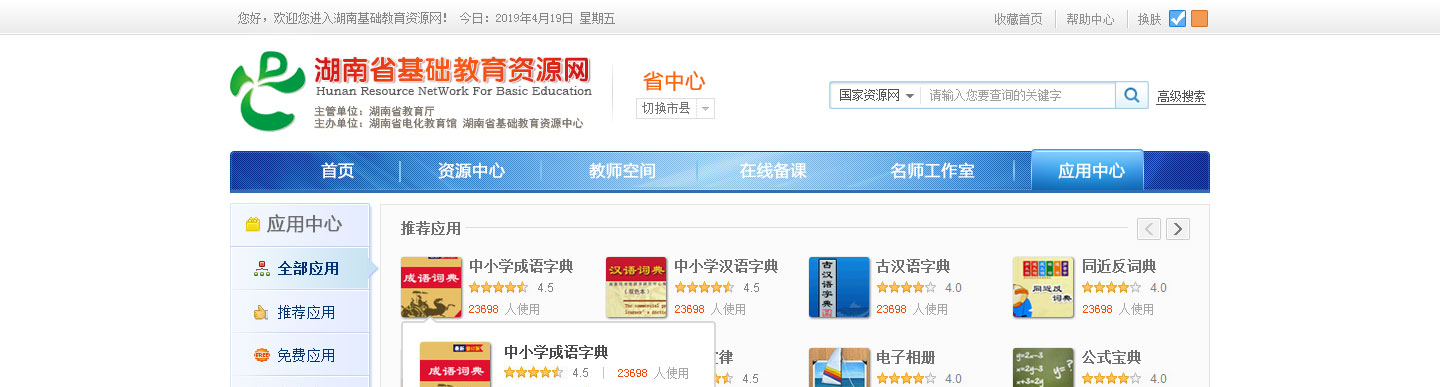 您好，欢迎您进入湖南基础教育资源网！ 今日：2019年4月19日 星期五
收藏首页 帮助中心 换肤
湖南省基础教育资源网
Hunan Resource NetWork For Basic Education
主管单位：湖南省教育厅
主办单位：湖南省电化教育馆 湖南省基础教育资源中心
省中心
切换市县
国家资源网 请输入您要查询的关键字 高级搜索
首页 资源中心 教师空间 在线备课 名师工作室 应用中心
应用中心
全部应用
推荐应用
免费应用
推荐应用
成语词典
中小学成语字典
4.5
23698 人使用
汉语词典
中小学汉语词典
4.5
23698 人使用
古汉语字典
古汉语字典
4.0
23698 人使用
同近反词典
同近反词典
4.0
23698 人使用
成语词典
中小学成语字典
4.5 23698 人使用
律
4.5
电子相册
4.0
y=2x-3
x=2y-4
y=?
公式宝典
4.0